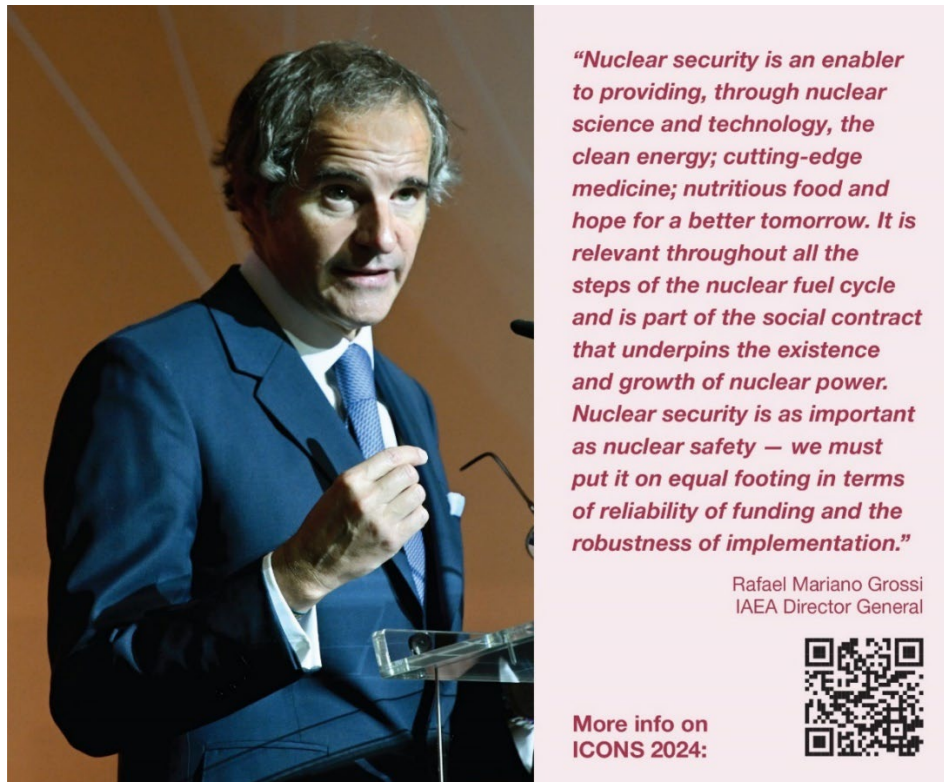 “Nuclear security is an enabler
to providing, through nuclear
science and technology, the
clean energy; cutting-edge
medicine; nutritious food and
hope for a better tomorrow. It is
relevant throughout all the
steps of the nuclear fuel cycle
and is part of the social contract
that underpins the existence
and growth of nuclear power.
Nuclear security is as important
as nuclear safety — we must
put it on equal footing in terms
of reliability of funding and the
robustness of implementation.”
Rafael Mariano Grossi
IAEA Director General
More info on
ICONS 2024: